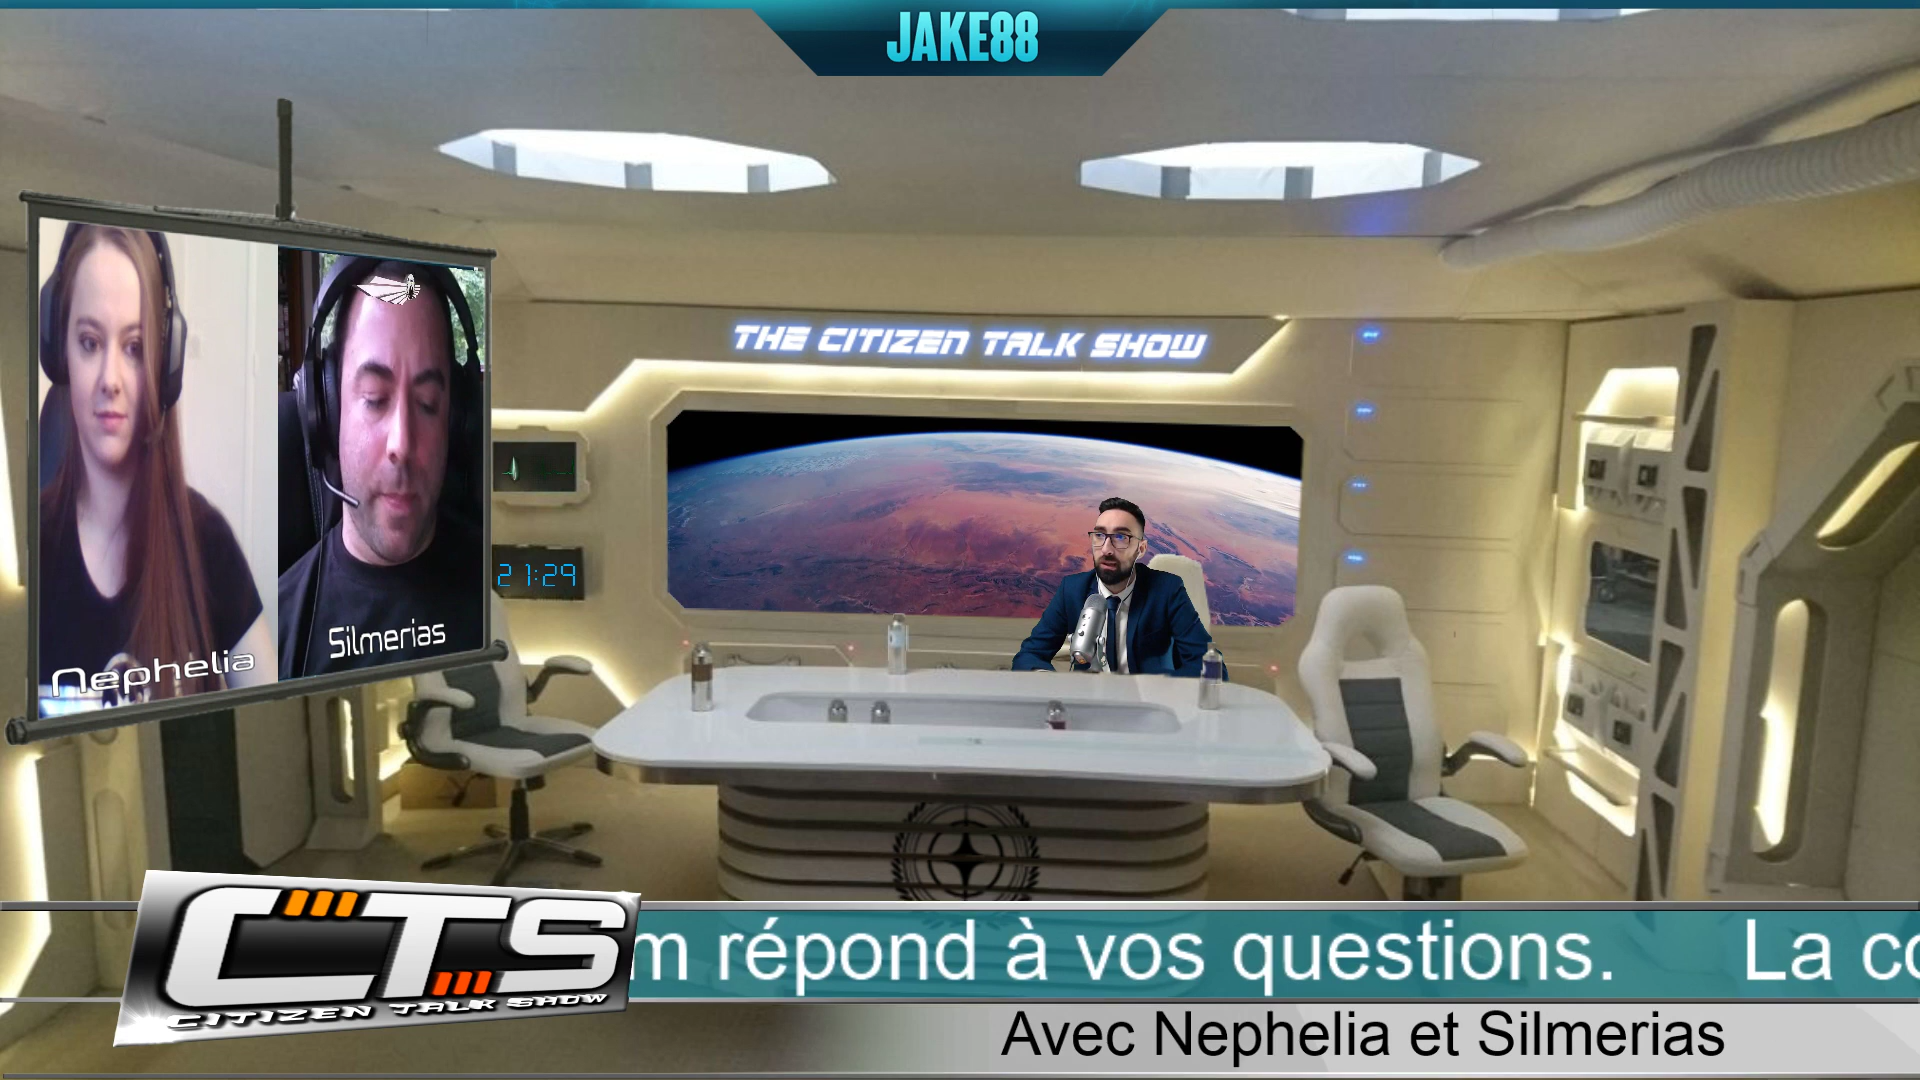 JAKE88
THE CITIZEN TALK SHOW
21:29
Nephelia
Silmerias
CTS
CITIZEN TALK SHOW
m répond à vos questions. La co
Avec Nephelia et Silmerias